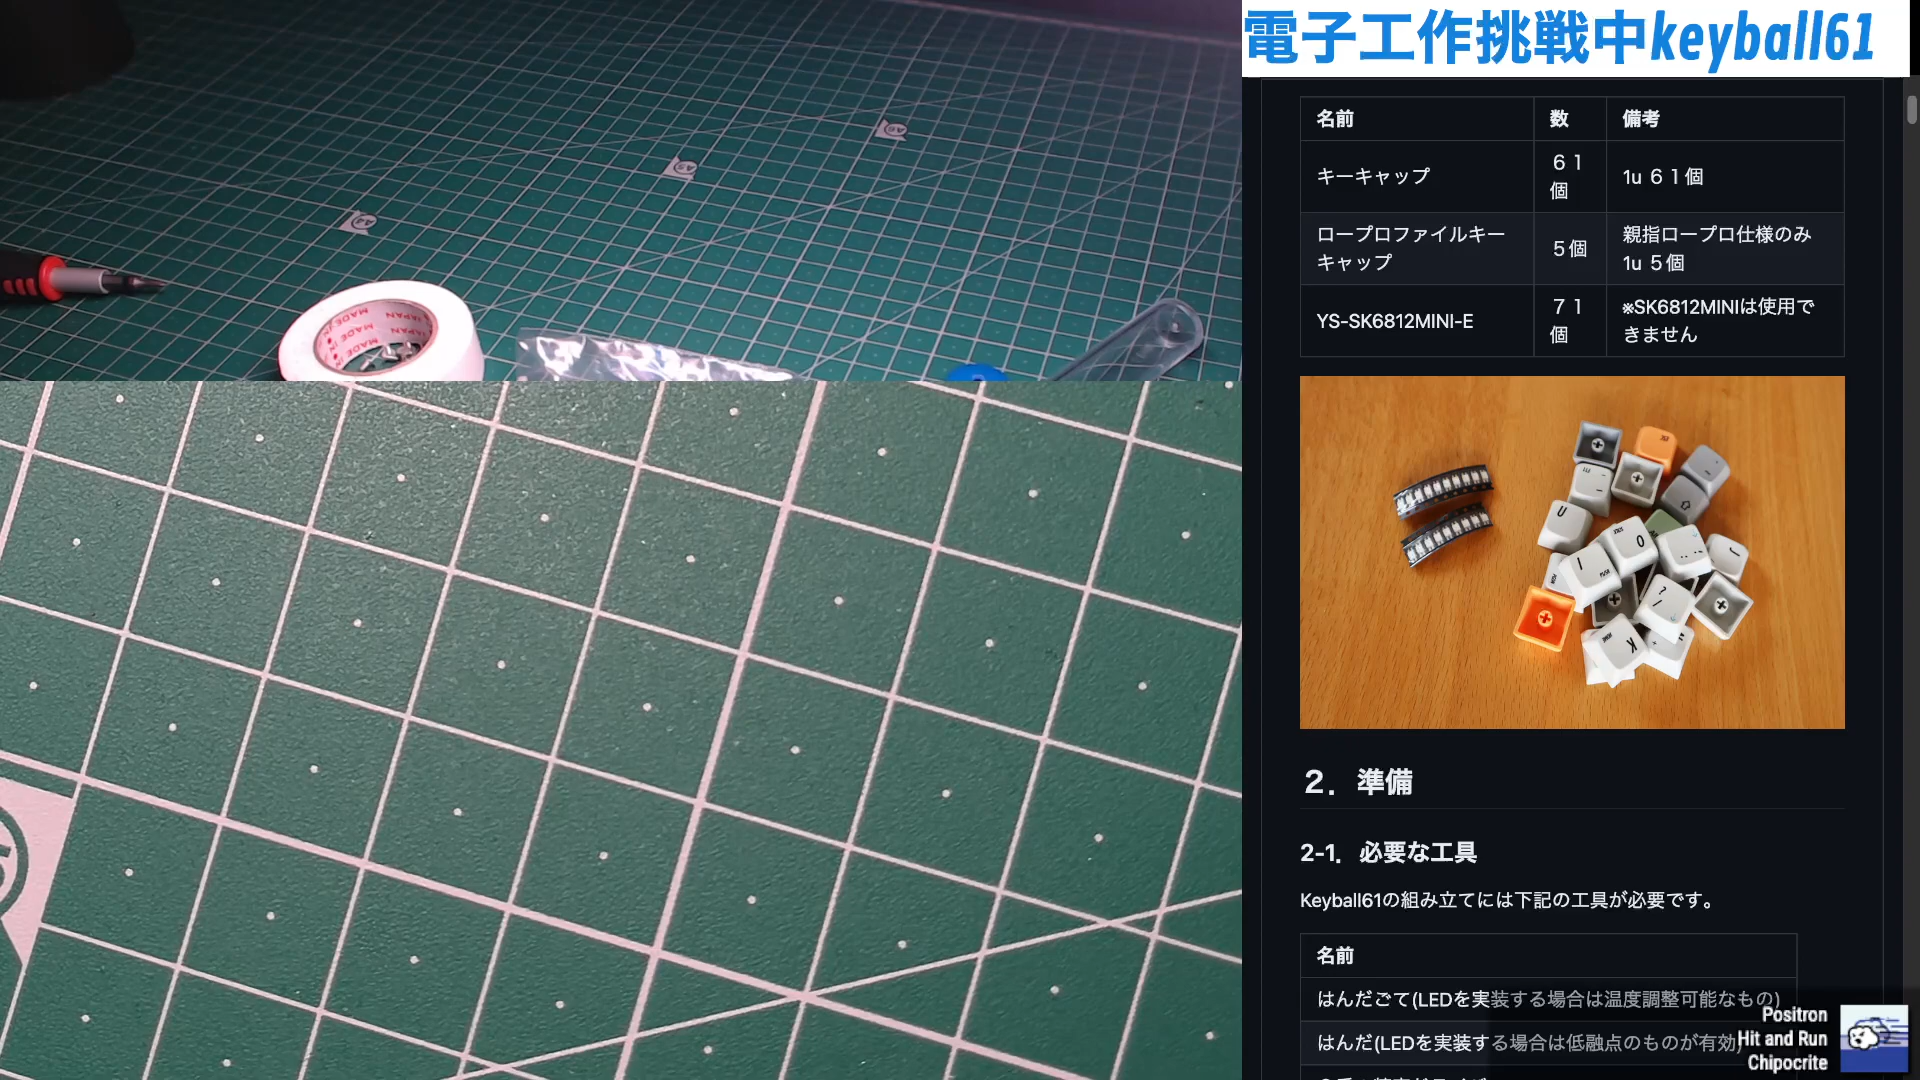 電子工作挑戦中keyball61
名前
数
備考
キーキャップ
６１
個
1u ６１個
ロープロファイルキー
キャップ
５個
親指ロープロ仕様のみ
1u ５個
YS-SK6812MINI-E
７１
個
※SK6812MINIは使用で
きません
A6
A5
A4
MADE IN JAPAN
２．準備
2-1．必要な工具
Keyball61の組み立てには下記の工具が必要です。
名前
はんだごて(LEDを実装する場合は温度調整可能なもの)
はんだ(LEDを実装する場合は低融点のものが有効)
Positron
Hit and Run
Chipocrite